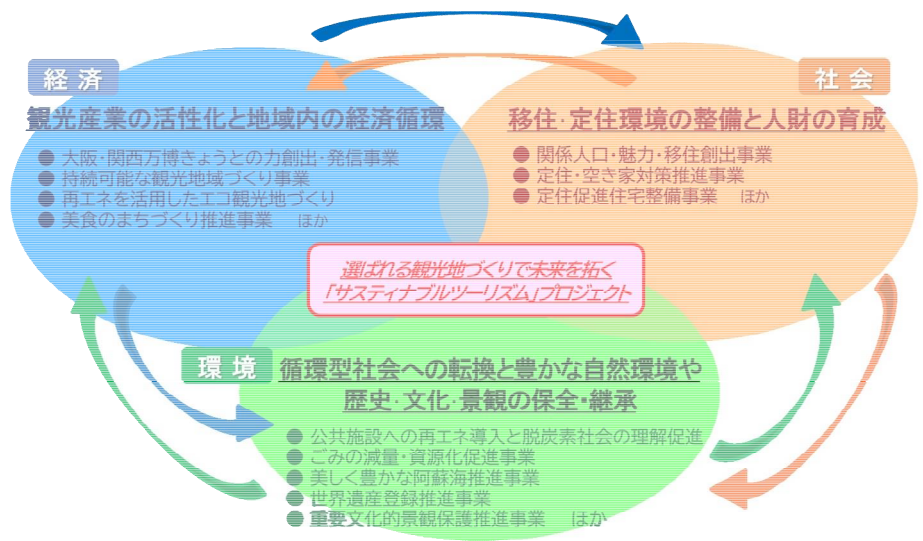 経済
観光産業の活性化と地域内の経済循環
● 大阪・関西万博きょうとの力創出・発信事業
● 持続可能な観光地域づくり事業
● 再エネを活用したエコ観光地づくり
● 美食のまちづくり推進事業　ほか
社会
移住・定住環境の整備と人財の育成
● 関係人口・魅力・移住創出事業
● 定住・空き家対策推進事業
● 定住促進住宅整備事業　ほか
選ばれる観光地づくりで未来を拓く
「サスティナブルツーリズム」プロジェクト
環境
循環型社会への転換と豊かな自然環境や
歴史・文化・景観の保全・継承
● 公共施設への再エネ導入と脱炭素社会の理解促進
● ごみの減量・資源化促進事業
● 美しく豊かな阿蘇海推進事業
● 世界遺産登録推進事業
● 重要文化的景観保護推進事業　ほか